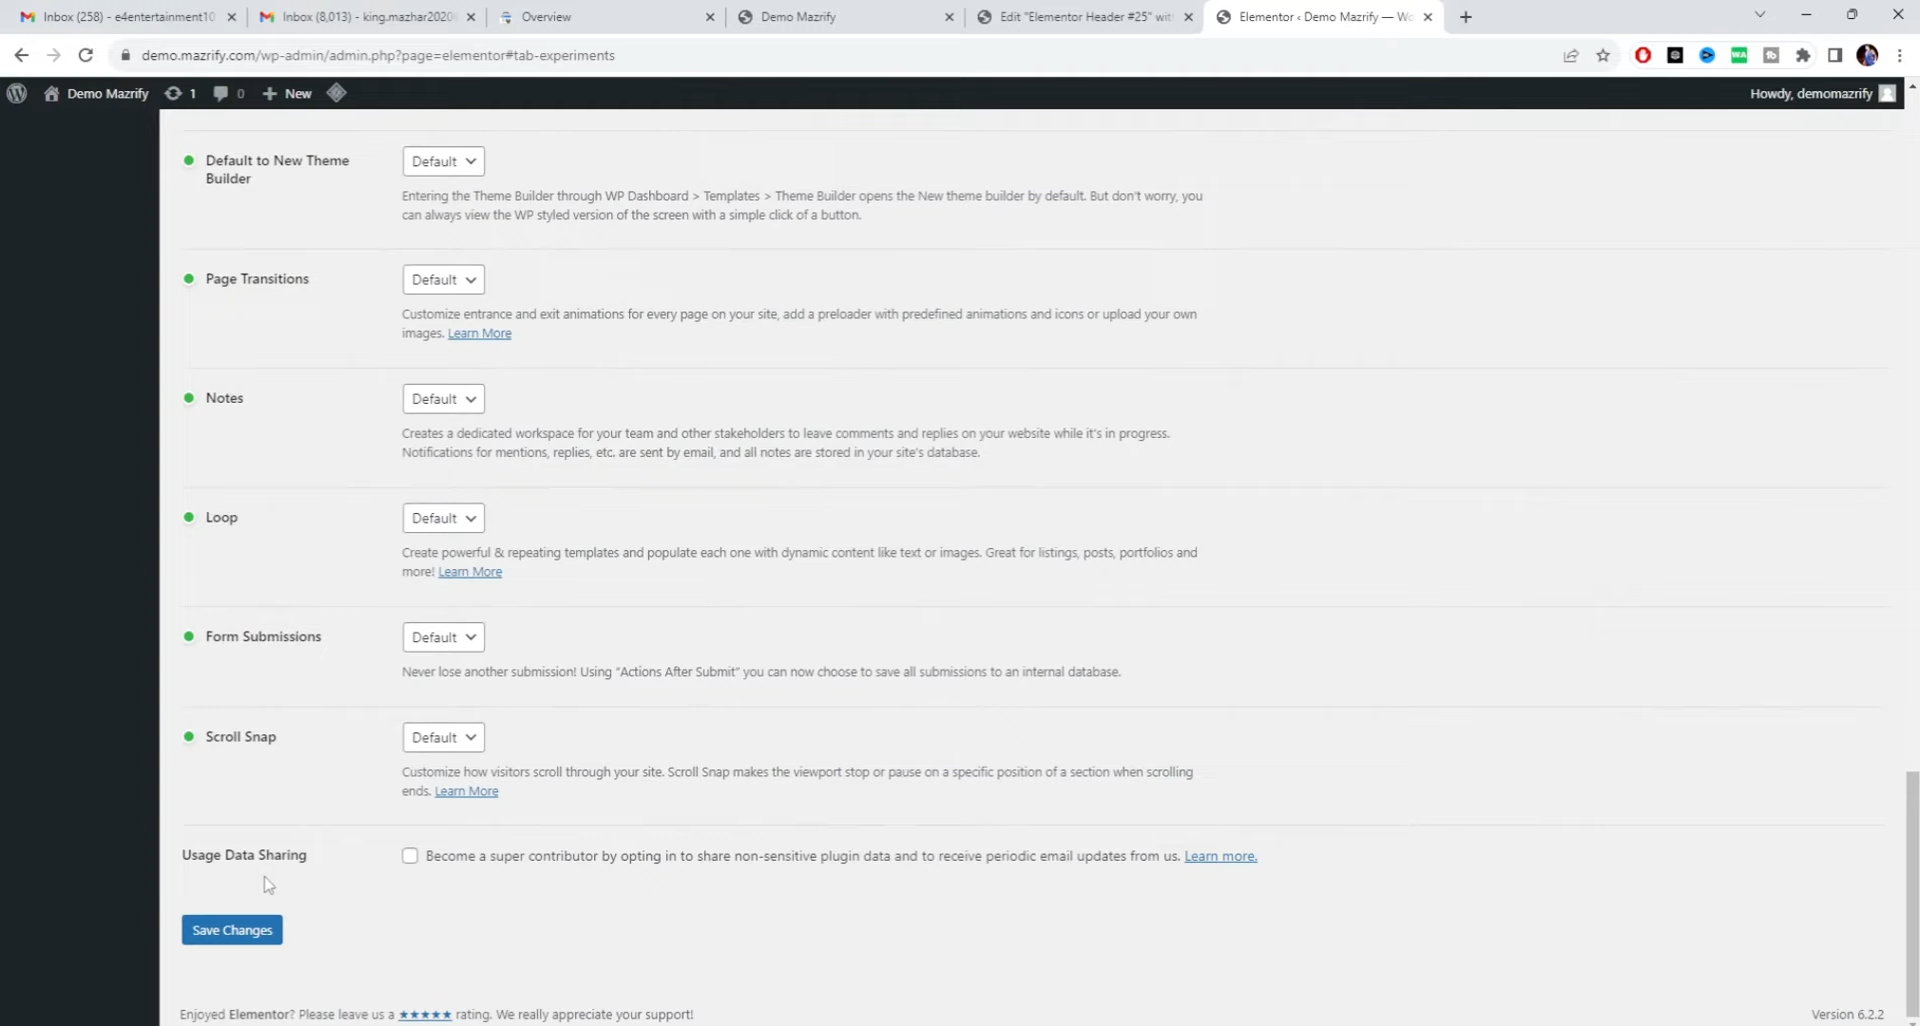 Inbox (258) - e4entertainment10
Inbox (8,013) - king.mazhar2020
Overview
Demo Mazrify
Edit "Elementor Header #25" wit
Elementor ‹ Demo Mazrify — Wo
demo.mazrify.com/wp-admin/admin.php?page=elementor#tab-experiments
Demo Mazrify
1
0
New
Howdy, demomazrify
Default to New Theme
Builder
Default
Entering the Theme Builder through WP Dashboard > Templates > Theme Builder opens the New theme builder by default. But don't worry, you
can always view the WP styled version of the screen with a simple click of a button.
Page Transitions
Default
Customize entrance and exit animations for every page on your site, add a preloader with predefined animations and icons or upload your own
images. Learn More
Notes
Default
Creates a dedicated workspace for your team and other stakeholders to leave comments and replies on your website while it's in progress.
Notifications for mentions, replies, etc. are sent by email, and all notes are stored in your site's database.
Loop
Default
Create powerful & repeating templates and populate each one with dynamic content like text or images. Great for listings, posts, portfolios and
more! Learn More
Form Submissions
Default
Never lose another submission! Using "Actions After Submit" you can now choose to save all submissions to an internal database.
Scroll Snap
Default
Customize how visitors scroll through your site. Scroll Snap makes the viewport stop or pause on a specific position of a section when scrolling
ends. Learn More
Usage Data Sharing
Become a super contributor by opting in to share non-sensitive plugin data and to receive periodic email updates from us. Learn more.
Save Changes
Enjoyed Elementor? Please leave us a ★★★★★ rating. We really appreciate your support!
Version 6.2.2